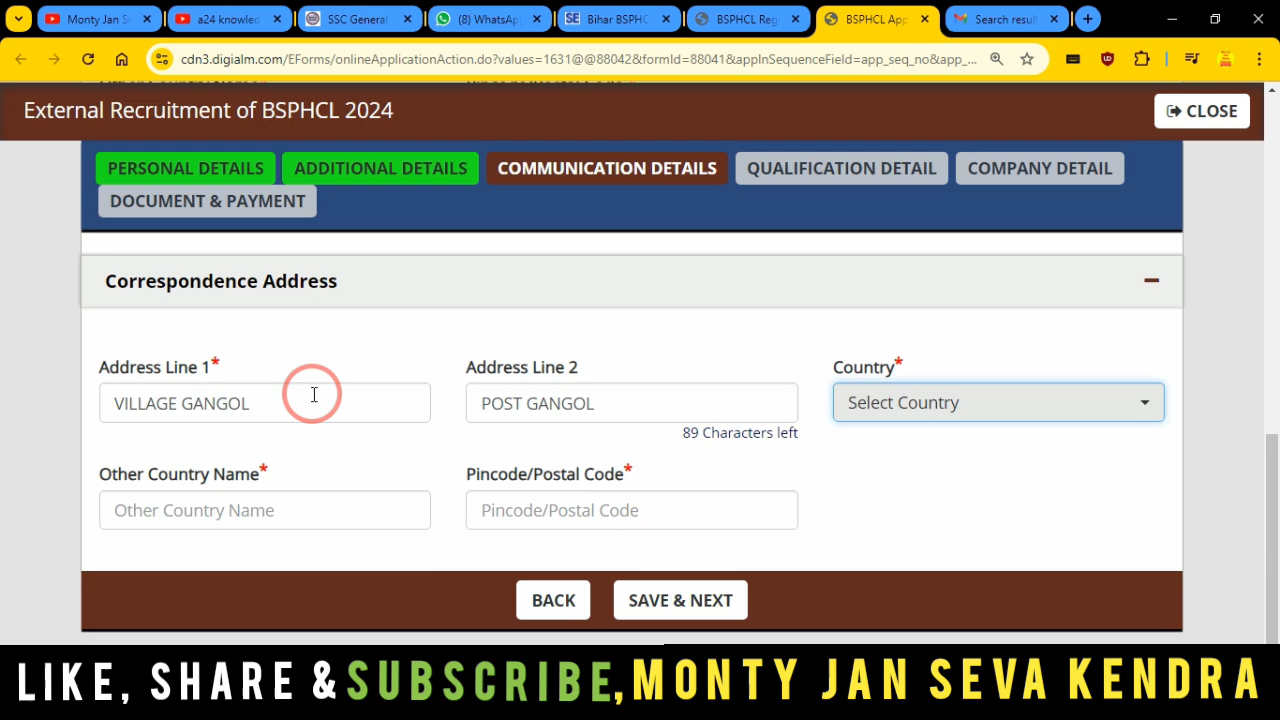 Monty Jan S
a24 knowled
SSC General
(8) WhatsAp
Bihar BSPHC
BSPHCL Reg
BSPHCL App
Search result
cdn3.digialm.com/EForms/onlineApplicationAction.do?values=1631@@88042&formId=88041&appInSequenceField=app_seq_no&app_...
External Recruitment of BSPHCL 2024
CLOSE
PERSONAL DETAILS
ADDITIONAL DETAILS
COMMUNICATION DETAILS
QUALIFICATION DETAIL
COMPANY DETAIL
DOCUMENT & PAYMENT
Correspondence Address
Address Line 1*
Address Line 2
Country*
VILLAGE GANGOL
POST GANGOL
Select Country
89 Characters left
Other Country Name*
Pincode/Postal Code*
Other Country Name
Pincode/Postal Code
BACK
SAVE & NEXT
LIKE, SHARE & SUBSCRIBE, MONTY JAN SEVA KENDRA